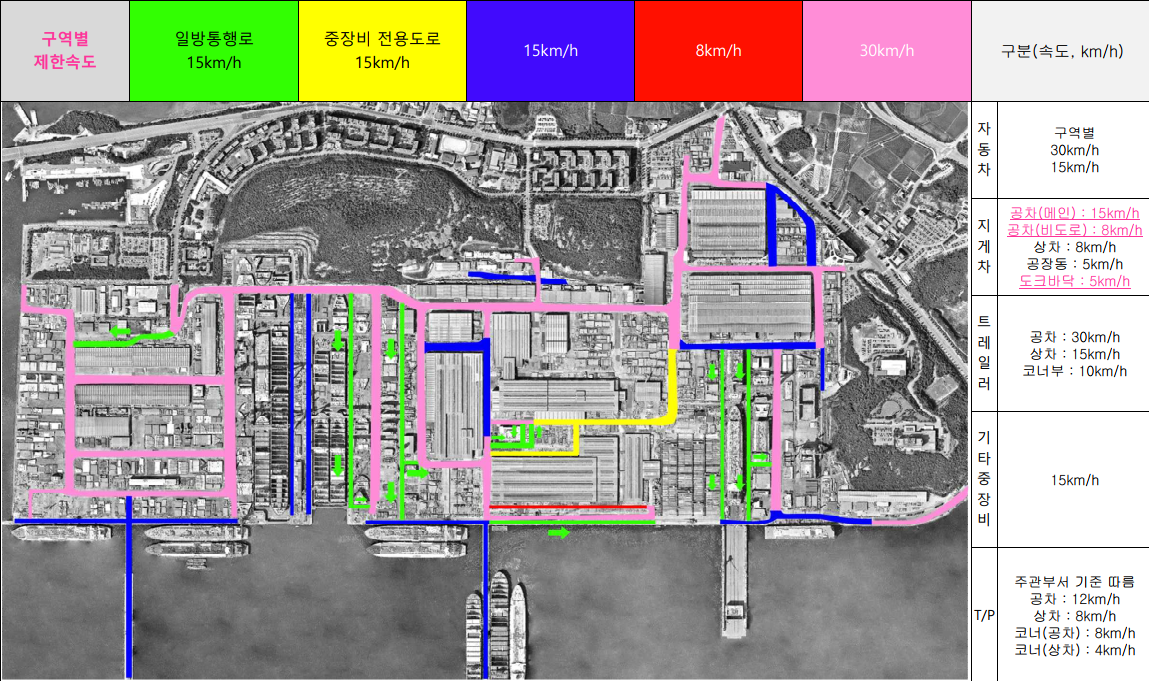 구역별
제한속도
일방통행로
15km/h
중장비 전용도로
15km/h
15km/h
8km/h
30km/h
구분(속도, km/h)
자
동
차
구역별
30km/h
15km/h
지
게
차
공차(메인) : 15km/h
공차(비도로) : 8km/h
상차 : 8km/h
공장동 : 5km/h
도크바닥 : 5km/h
트
레
일
러
공차 : 30km/h
상차 : 15km/h
코너부 : 10km/h
기
타
중
장
비
15km/h
T/P
주관부서 기준 따름
공차 : 12km/h
상차 : 8km/h
코너(공차) : 8km/h
코너(상차) : 4km/h